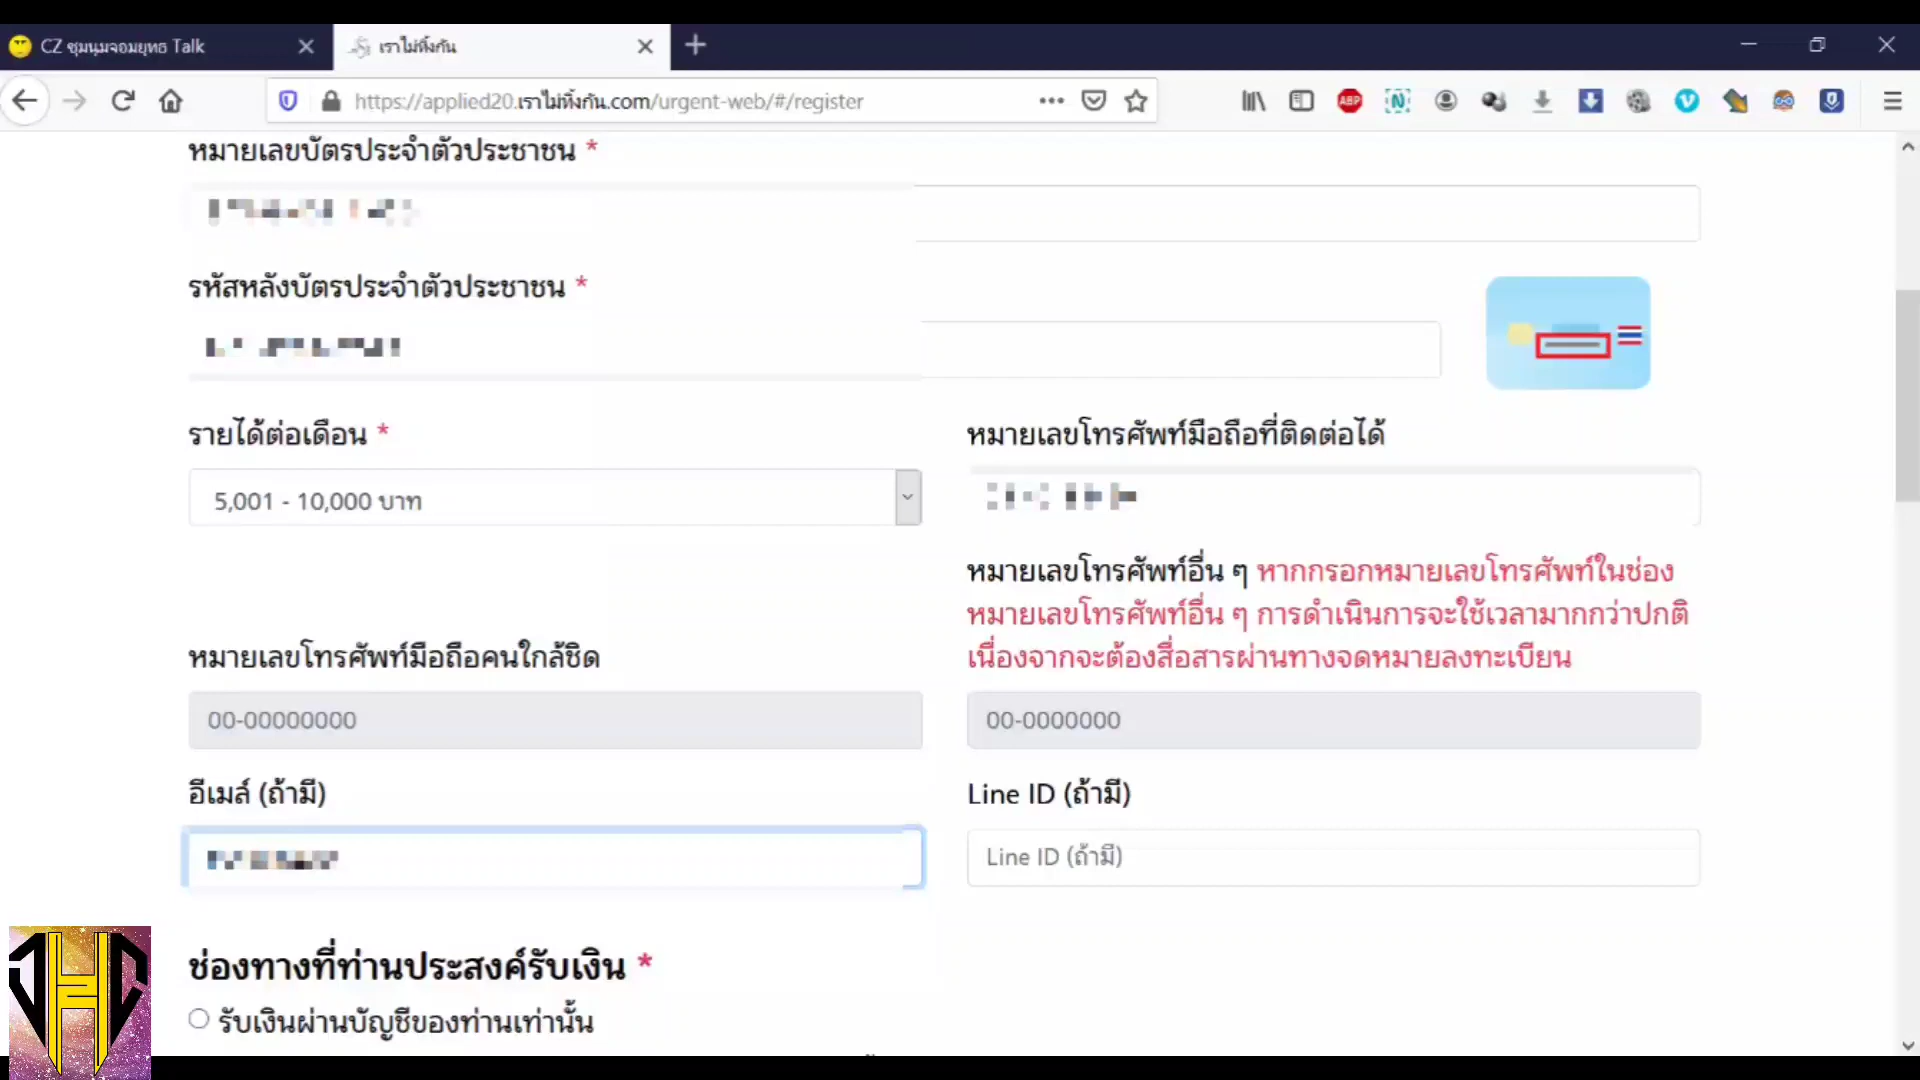 CZ ชุมนุมจอมยุทธ Talk
เราไม่ทิ้งกัน
https://applied20.เราไม่ทิ้งกัน.com/urgent-web/#/register
ABP
N
หมายเลขบัตรประจำตัวประชาชน *
รหัสหลังบัตรประจำตัวประชาชน *
รายได้ต่อเดือน *
หมายเลขโทรศัพท์มือถือที่ติดต่อได้
5,001 - 10,000 บาท
หมายเลขโทรศัพท์อื่น ๆ หากกรอกหมายเลขโทรศัพท์ในช่อง
หมายเลขโทรศัพท์อื่น ๆ การดำเนินการจะใช้เวลามากกว่าปกติ
เนื่องจากจะต้องสื่อสารผ่านทางจดหมายลงทะเบียน
หมายเลขโทรศัพท์มือถือคนใกล้ชิด
00-00000000
00-0000000
อีเมล์ (ถ้ามี)
Line ID (ถ้ามี)
Line ID (ถ้ามี)
ช่องทางที่ท่านประสงค์รับเงิน *
รับเงินผ่านบัญชีของท่านเท่านั้น